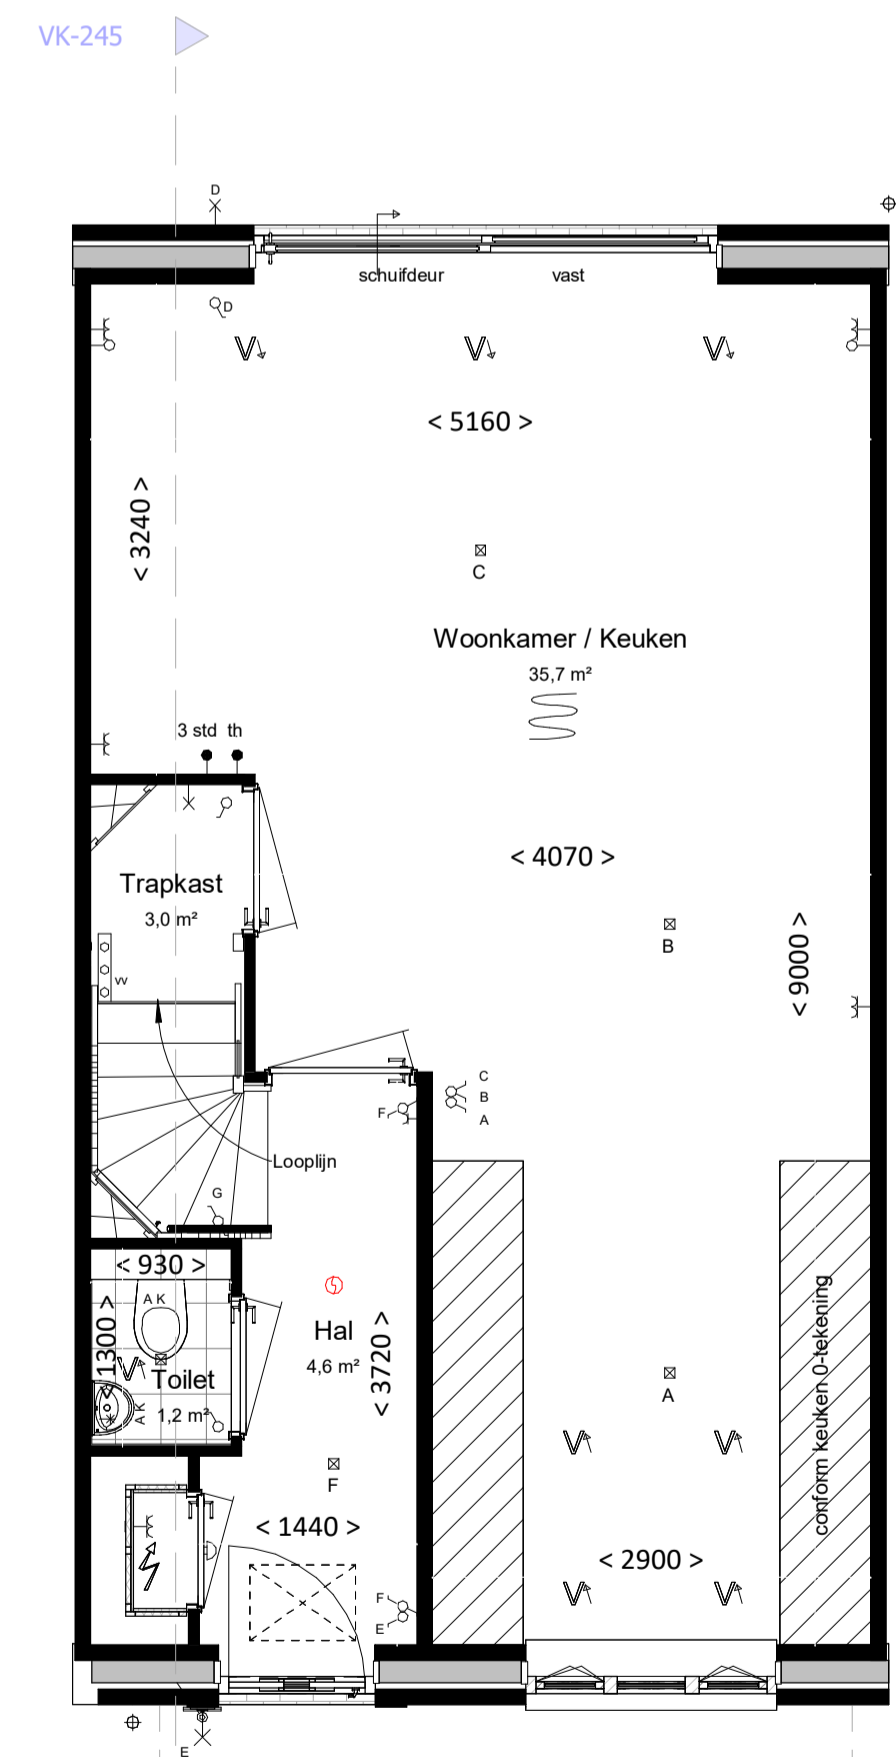 VK-245
D
schuifdeur
vast
D
V
V
V
< 5160 >
< 3240 >
C
Woonkamer / Keuken
35,7 m²
3 std th
Trapkast
3,0 m²
< 4070 >
B
< 9000 >
vv
C
B
A
F
Looplijn
G
< 930 >
A K
< 1300 >
Hal
4,6 m²
< 3720 >
V
Toilet
1,2 m²
A K
A
conform keuken 0-tekening
V
V
F
< 1440 >
< 2900 >
V
V
F
E
E